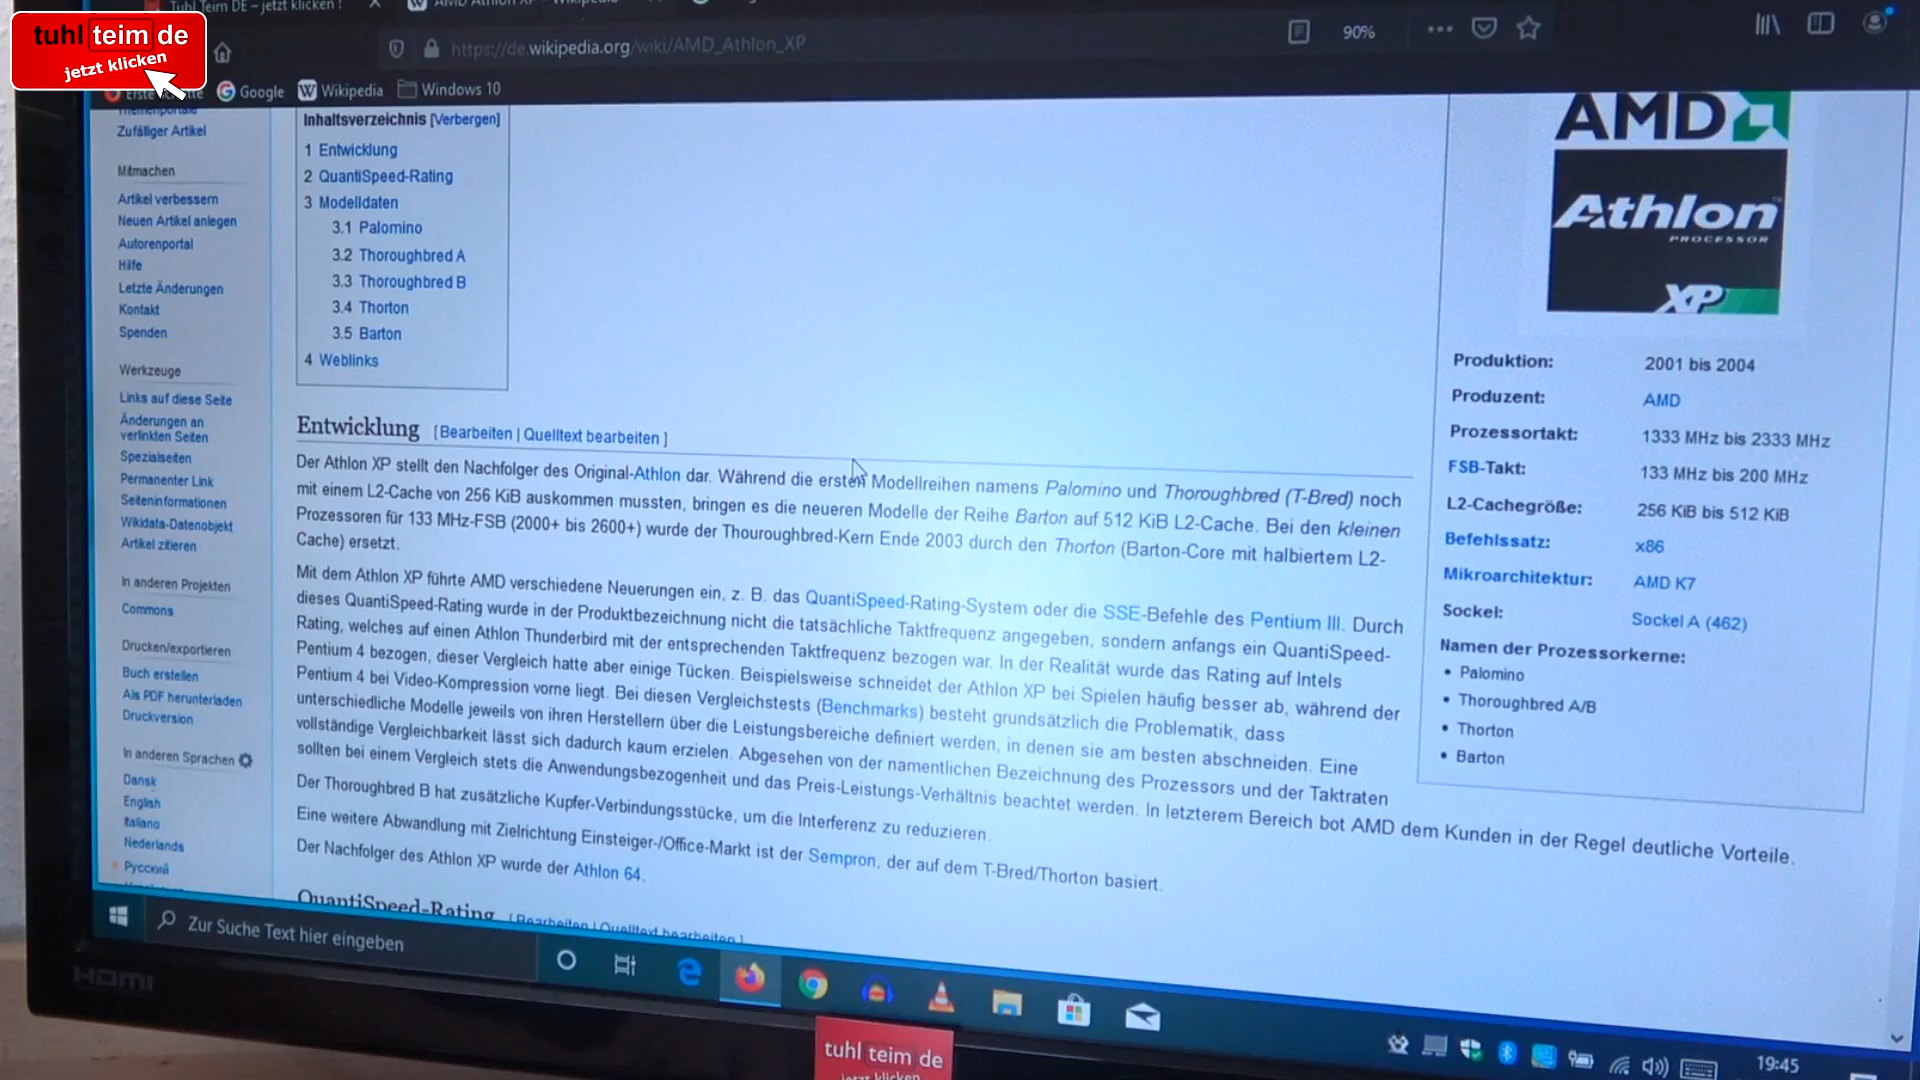 Tuhl Teim DE – jetzt klicken !
tuhl teim de
jetzt klicken
https://de.wikipedia.org/wiki/AMD_Athlon_XP
90%
Google
Wikipedia
Windows 10
Zufälliger Artikel
Mitmachen
Artikel verbessern
Neuen Artikel anlegen
Autorenportal
Hilfe
Letzte Änderungen
Kontakt
Spenden
Werkzeuge
Links auf diese Seite
Änderungen an
verlinkten Seiten
Spezialseiten
Permanenter Link
Seiteninformationen
Wikidata-Datenobjekt
Artikel zitieren
In anderen Projekten
Commons
Drucken/exportieren
Buch erstellen
Als PDF herunterladen
Druckversion
In anderen Sprachen
Dansk
English
Italiano
Nederlands
Русский
Inhaltsverzeichnis [Verbergen]
1 Entwicklung
2 QuantiSpeed-Rating
3 Modelldaten
3.1 Palomino
3.2 Thoroughbred A
3.3 Thoroughbred B
3.4 Thorton
3.5 Barton
4 Weblinks
Entwicklung [ Bearbeiten | Quelltext bearbeiten ]
Der Athlon XP stellt den Nachfolger des Original-Athlon dar. Während die ersten Modellreihen namens Palomino und Thoroughbred (T-Bred) noch
mit einem L2-Cache von 256 KiB auskommen mussten, bringen es die neueren Modelle der Reihe Barton auf 512 KiB L2-Cache. Bei den kleinen
Prozessoren für 133 MHz-FSB (2000+ bis 2600+) wurde der Thouroughbred-Kern Ende 2003 durch den Thorton (Barton-Core mit halbiertem L2-
Cache) ersetzt.
Mit dem Athlon XP führte AMD verschiedene Neuerungen ein, z. B. das QuantiSpeed-Rating-System oder die SSE-Befehle des Pentium III. Durch
dieses QuantiSpeed-Rating wurde in der Produktbezeichnung nicht die tatsächliche Taktfrequenz angegeben, sondern anfangs ein QuantiSpeed-
Rating, welches auf einen Athlon Thunderbird mit der entsprechenden Taktfrequenz bezogen war. In der Realität wurde das Rating auf Intels
Pentium 4 bezogen, dieser Vergleich hatte aber einige Tücken. Beispielsweise schneidet der Athlon XP bei Spielen häufig besser ab, während der
Pentium 4 bei Video-Kompression vorne liegt. Bei diesen Vergleichstests (Benchmarks) besteht grundsätzlich die Problematik, dass
unterschiedliche Modelle jeweils von ihren Herstellern über die Leistungsbereiche definiert werden, in denen sie am besten abschneiden. Eine
vollständige Vergleichbarkeit lässt sich dadurch kaum erzielen. Abgesehen von der namentlichen Bezeichnung des Prozessors und der Taktraten
sollten bei einem Vergleich stets die Anwendungsbezogenheit und das Preis-Leistungs-Verhältnis beachtet werden. In letzterem Bereich bot AMD dem Kunden in der Regel deutliche Vorteile.
Der Thoroughbred B hat zusätzliche Kupfer-Verbindungsstücke, um die Interferenz zu reduzieren.
Eine weitere Abwandlung mit Zielrichtung Einsteiger-/Office-Markt ist der Sempron, der auf dem T-Bred/Thorton basiert.
Der Nachfolger des Athlon XP wurde der Athlon 64.
QuantiSpeed-Rating [ Bearbeiten | Quelltext bearbeiten ]
AMD
Athlon
PROCESSOR
XP
Produktion: 2001 bis 2004
Produzent: AMD
Prozessortakt: 1333 MHz bis 2333 MHz
FSB-Takt: 133 MHz bis 200 MHz
L2-Cachegröße: 256 KiB bis 512 KiB
Befehlssatz: x86
Mikroarchitektur: AMD K7
Sockel: Sockel A (462)
Namen der Prozessorkerne:
• Palomino
• Thoroughbred A/B
• Thorton
• Barton
Zur Suche Text hier eingeben
19:45
HDMI
tuhl teim de
jetzt klicken